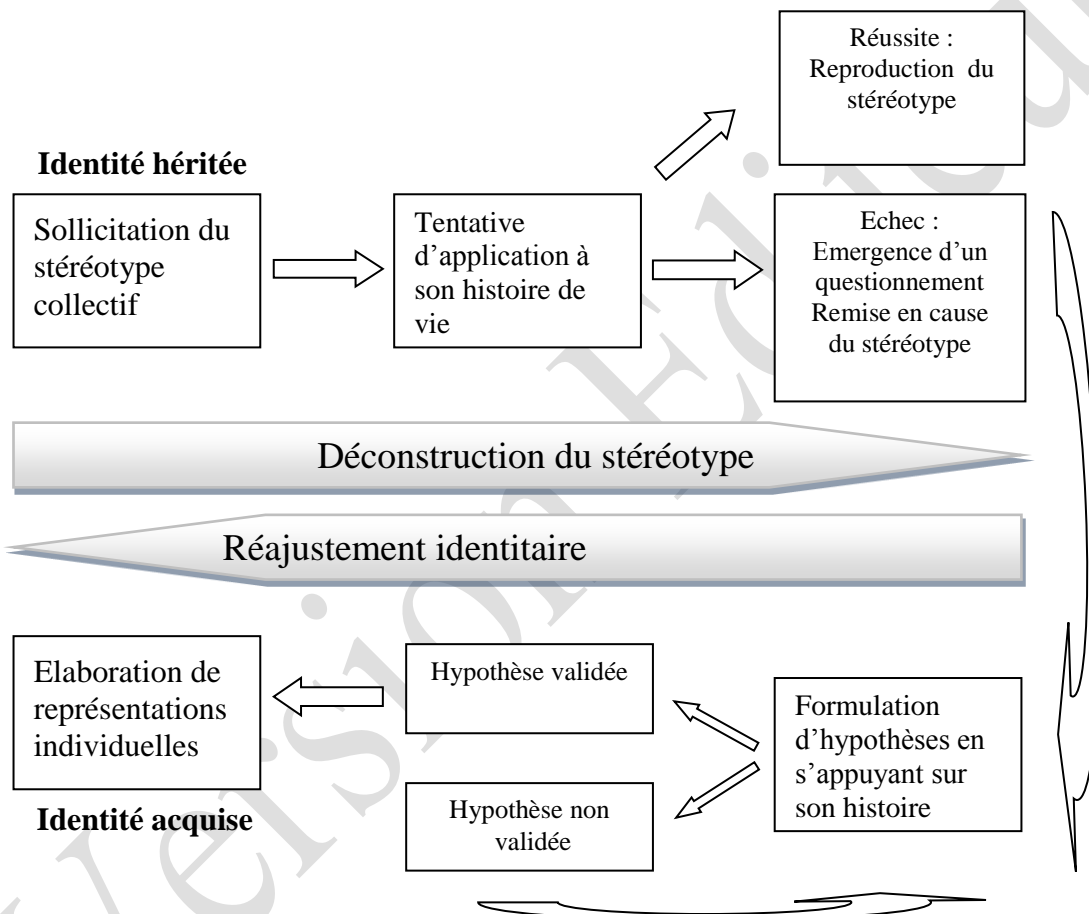 Réussite :
Reproduction du
stéréotype
Identité héritée
Sollicitation du
stéréotype
collectif
Tentative
d’application à
son histoire de
vie
Echec :
Emergence d’un
questionnement
Remise en cause
du stéréotype
Déconstruction du stéréotype
Réajustement identitaire
Elaboration de
représentations
individuelles
Hypothèse validée
Formulation
d’hypothèses en
s’appuyant sur
son histoire
Hypothèse non
validée
Identité acquise
Version